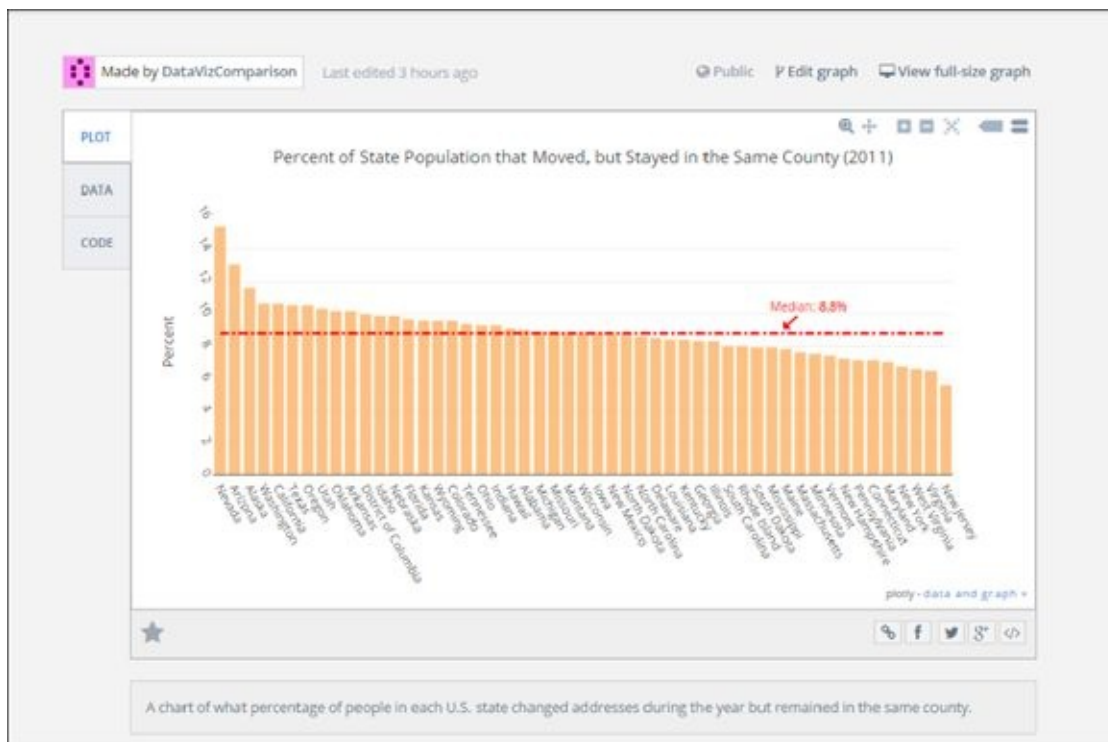 Made by DataVizComparison
Last edited 3 hours ago
Public
Edit graph
View full-size graph
PLOT
DATA
CODE
Percent of State Population that Moved, but Stayed in the Same County (2011)
Percent
16
14
12
10
8
6
4
2
0
Median: 8.8%
Nevada
Arizona
Alaska
Washington
California
Texas
Oregon
Utah
Oklahoma
Arkansas
District of Columbia
Idaho
Nebraska
Florida
Kansas
Wyoming
Colorado
Tennessee
Ohio
Indiana
Hawaii
Alabama
Michigan
Missouri
Montana
Wisconsin
Iowa
New Mexico
North Dakota
North Carolina
Delaware
Louisiana
Kentucky
Georgia
Illinois
South Carolina
Rhode Island
South Dakota
Mississippi
Maine
Massachusetts
Minnesota
Vermont
New Hampshire
Pennsylvania
Connecticut
Maryland
New York
West Virginia
Virginia
New Jersey
plotly - data and graph »
A chart of what percentage of people in each U.S. state changed addresses during the year but remained in the same county.